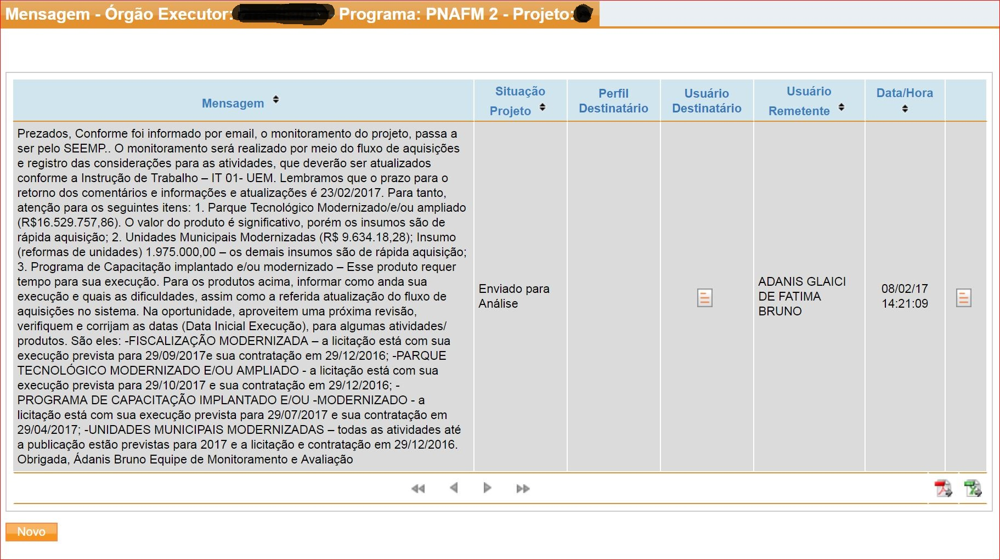 Mensagem - Órgão Executor: Programa: PNAFM 2 - Projeto:
Mensagem
Situação
Projeto
Perfil
Destinatário
Usuário
Destinatário
Usuário
Remetente
Data/Hora
Prezados, Conforme foi informado por email, o monitoramento do projeto, passa a
ser pelo SEEMP.. O monitoramento será realizado por meio do fluxo de aquisições
e registro das considerações para as atividades, que deverão ser atualizados
conforme a Instrução de Trabalho – IT 01- UEM. Lembramos que o prazo para o
retorno dos comentários e informações e atualizações é 23/02/2017. Para tanto,
atenção para os seguintes itens: 1. Parque Tecnológico Modernizado/e/ou ampliado
(R$16.529.757,86). O valor do produto é significativo, porém os insumos são de
rápida aquisição; 2. Unidades Municipais Modernizadas (R$ 9.634.18,28); Insumo
(reformas de unidades) 1.975.000,00 – os demais insumos são de rápida aquisição;
3. Programa de Capacitação implantado e/ou modernizado – Esse produto requer
tempo para sua execução. Para os produtos acima, informar como anda sua
execução e quais as dificuldades, assim como a referida atualização do fluxo de
aquisições no sistema. Na oportunidade, aproveitem uma próxima revisão,
verifiquem e corrijam as datas (Data Inicial Execução), para algumas atividades/
produtos. São eles: -FISCALIZAÇÃO MODERNIZADA – a licitação está com sua
execução prevista para 29/09/2017e sua contratação em 29/12/2016; -PARQUE
TECNOLÓGICO MODERNIZADO E/OU AMPLIADO - a licitação está com sua
execução prevista para 29/10/2017 e sua contratação em 29/12/2016; -
PROGRAMA DE CAPACITAÇÃO IMPLANTADO E/OU -MODERNIZADO - a
licitação está com sua execução prevista para 29/07/2017 e sua contratação em
29/04/2017; -UNIDADES MUNICIPAIS MODERNIZADAS – todas as atividades até
a publicação estão previstas para 2017 e a licitação e contratação em 29/12/2016.
Obrigada, Ádanis Bruno Equipe de Monitoramento e Avaliação
Enviado para
Análise
ADANIS GLAICI
DE FATIMA
BRUNO
08/02/17
14:21:09
Novo